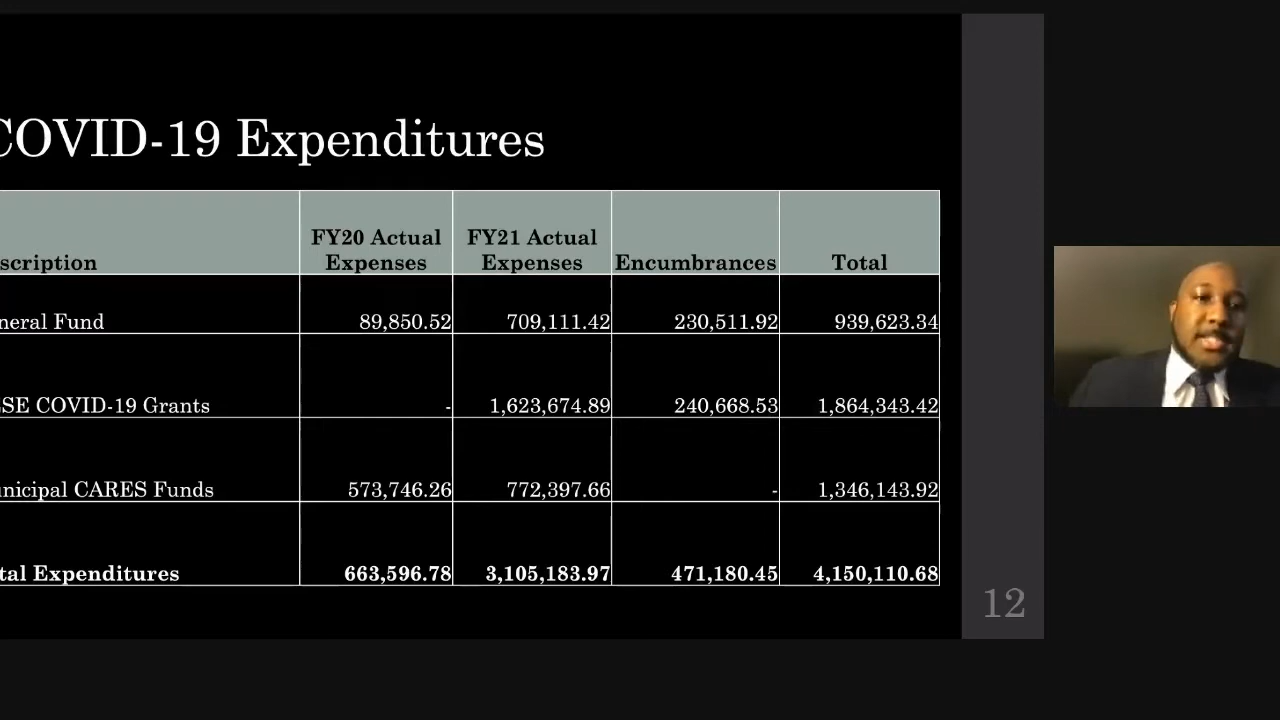 COVID-19 Expenditures
scription FY20 Actual Expenses FY21 Actual Expenses Encumbrances Total
neral Fund 89,850.52 709,111.42 230,511.92 939,623.34
SE COVID-19 Grants - 1,623,674.89 240,668.53 1,864,343.42
nicipal CARES Funds 573,746.26 772,397.66 - 1,346,143.92
tal Expenditures 663,596.78 3,105,183.97 471,180.45 4,150,110.68
12